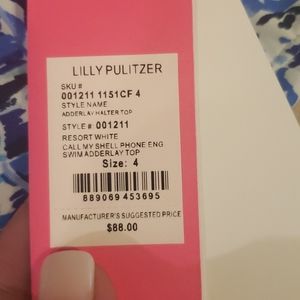 LILLY PULITZER
SKU #
001211 1151CF 4
STYLE NAME
ADDERLAY HALTER TOP
STYLE #: 001211
RESORT WHITE
CALL MY SHELL PHONE ENG
SWIM ADDERLAY TOP
Size: 4
889069 453695
MANUFACTURER'S SUGGESTED PRICE
$88.00